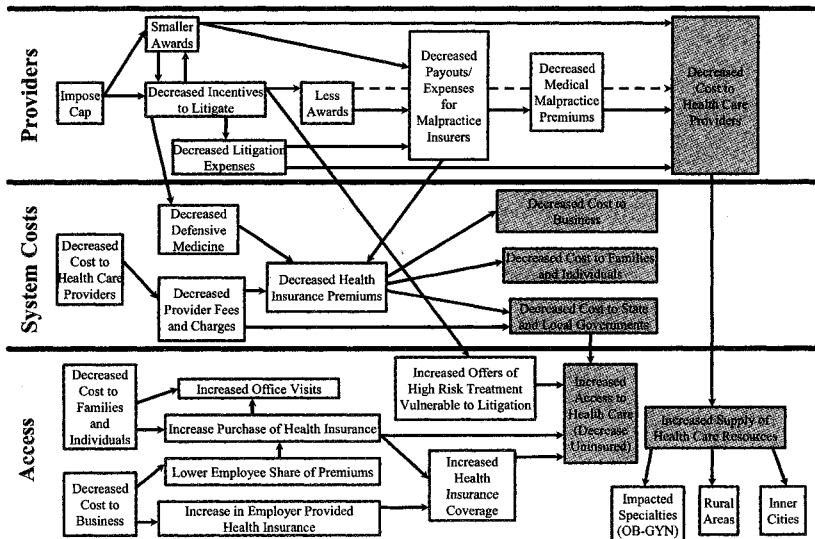 Providers
Impose
Cap
Smaller
Awards
Decreased Incentives
to Litigate
Decreased Litigation
Expenses
Less
Awards
Decreased
Payouts/
Expenses
for
Malpractice
Insurers
Decreased
Medical
Malpractice
Premiums
Decreased
Cost to
Health Care
Providers
System Costs
Decreased
Cost to
Health Care
Providers
Decreased
Defensive
Medicine
Decreased
Provider Fees
and Charges
Decreased Health
Insurance Premiums
Decreased Cost to
Business
Decreased Cost to Families
and Individuals
Decreased Cost to State
and Local Governments
Access
Decreased
Cost to
Families
and
Individuals
Decreased
Cost to
Business
Increased Office Visits
Increase Purchase of Health Insurance
Lower Employee Share of Premiums
Increase in Employer Provided
Health Insurance
Increased Offers of
High Risk Treatment
Vulnerable to Litigation
Increased
Health
Insurance
Coverage
Increased
Access to
Health Care
(Decrease
Uninsured)
Increased Supply of
Health Care Resources
Impacted
Specialties
(OB-GYN)
Rural
Areas
Inner
Cities